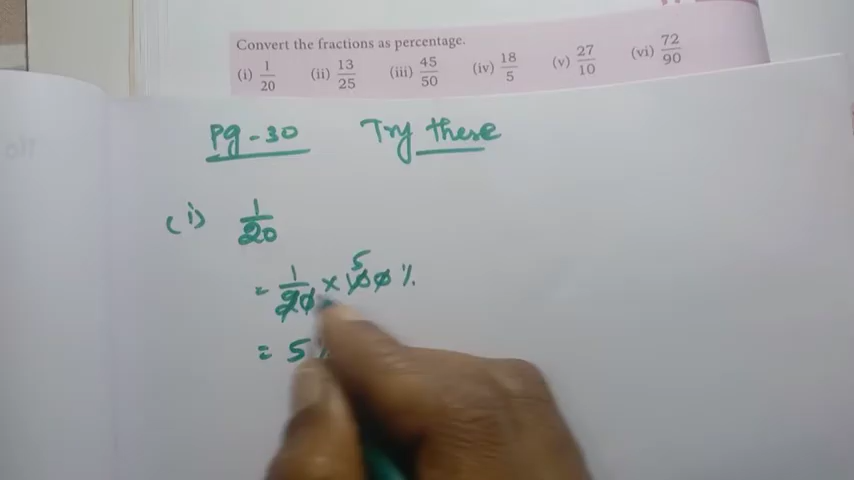 Convert the fractions as percentage.
(i) 1/20 (ii) 13/25 (iii) 45/50 (iv) 18/5 (v) 27/10 (vi) 72/90
Pg - 30 Try these
(i) 1/20
= 1/20 × 100 % 5
= 5 %